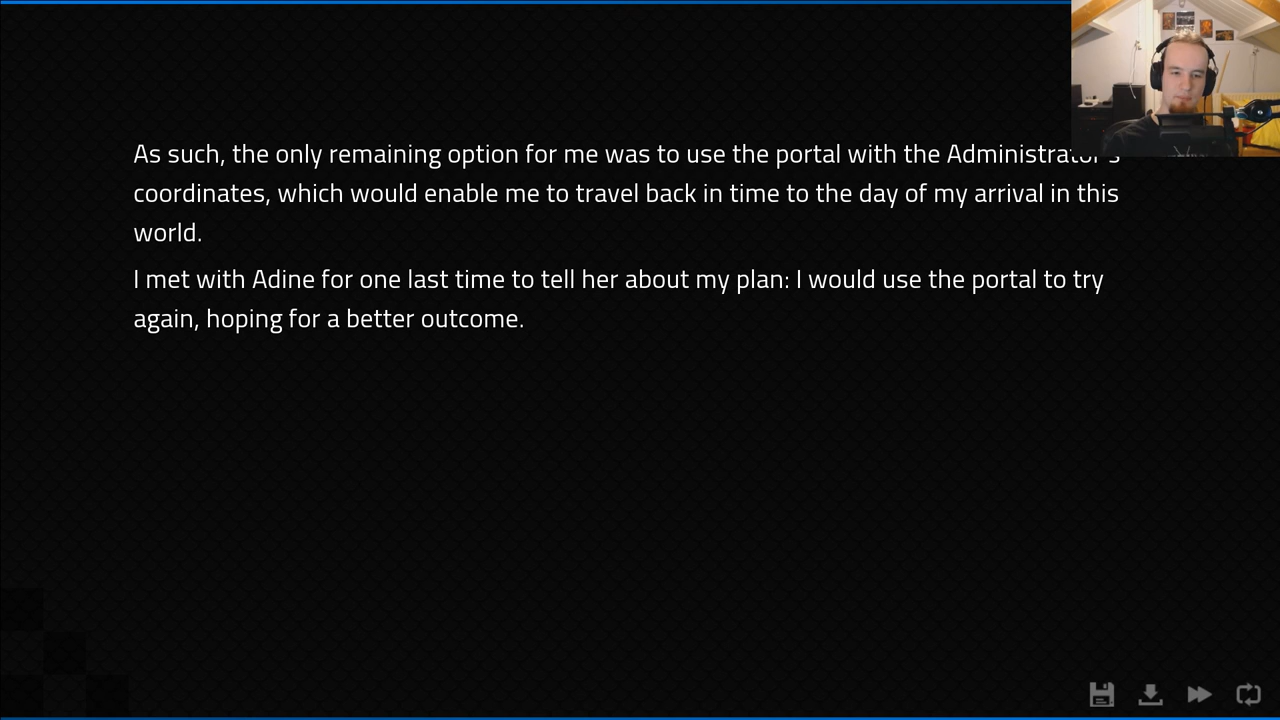 As such, the only remaining option for me was to use the portal with the Administrator's
coordinates, which would enable me to travel back in time to the day of my arrival in this
world.
I met with Adine for one last time to tell her about my plan: I would use the portal to try
again, hoping for a better outcome.